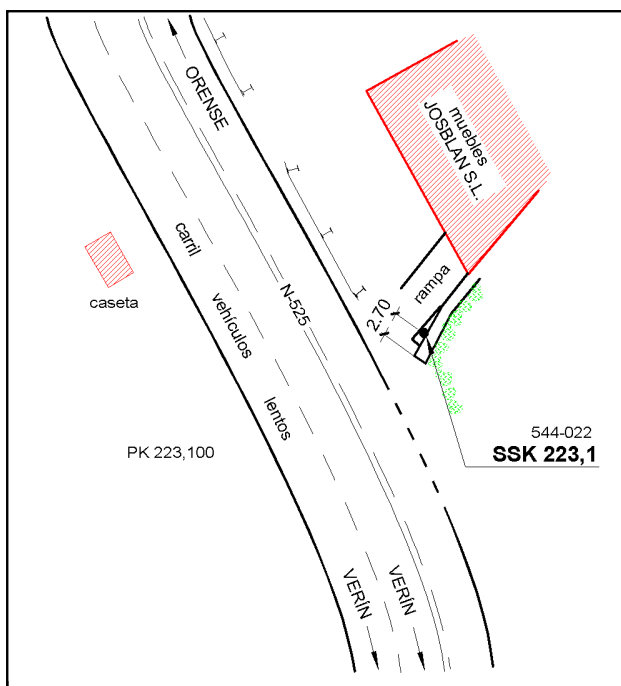 ORENSE
muebles
JOSBLAN S.L.
carril
vehículos
lentos
N-525
rampa
2.70
caseta
PK 223,100
544-022
SSK 223,1
VERÍN
VERÍN